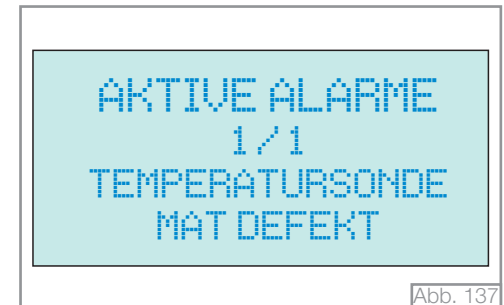 AKTIVE ALARME
1/1
TEMPERATURSONDE
MAT DEFEKT
Abb. 137